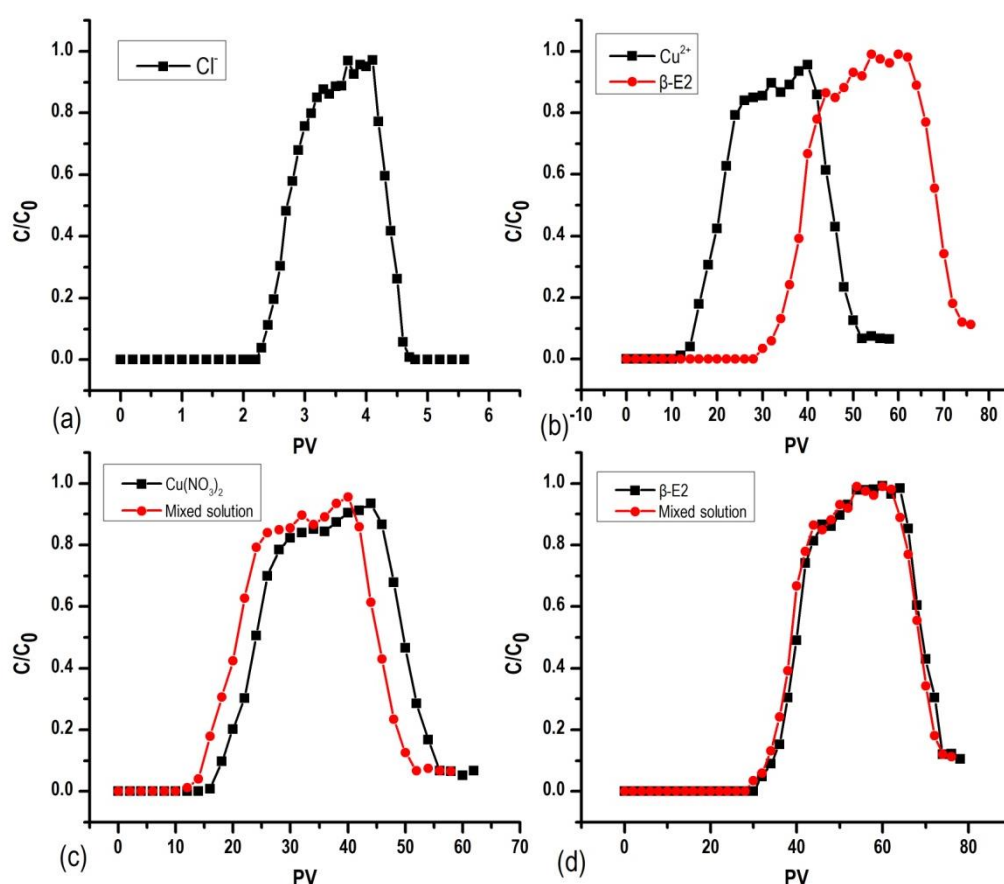 Cl⁻
C/C₀
1.0
0.8
0.6
0.4
0.2
0.0
0 1 2 3 4 5 6
PV
(a)
Cu²⁺
β-E2
C/C₀
1.0
0.8
0.6
0.4
0.2
0.0
-10 0 10 20 30 40 50 60 70 80
PV
(b)
Cu(NO₃)₂
Mixed solution
C/C₀
1.0
0.8
0.6
0.4
0.2
0.0
0 10 20 30 40 50 60 70
PV
(c)
β-E2
Mixed solution
C/C₀
1.0
0.8
0.6
0.4
0.2
0.0
0 20 40 60 80
PV
(d)